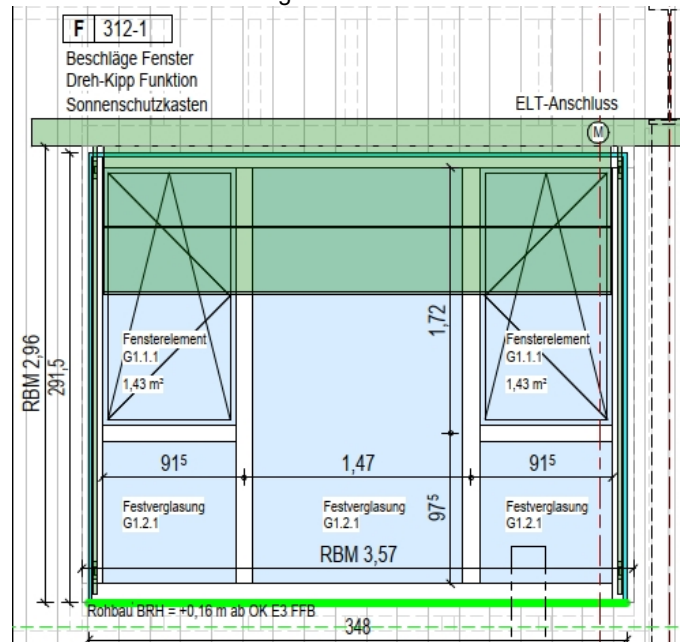 F 312-1
Beschläge Fenster
Dreh-Kipp Funktion
Sonnenschutzkasten
ELT-Anschluss
M
RBM 2,96
291,5
1,72
Fensterelement
G1.1.1
1,43 m²
Fensterelement
G1.1.1
1,43 m²
91⁵
1,47
91⁵
97⁵
Festverglasung
G1.2.1
Festverglasung
G1.2.1
Festverglasung
G1.2.1
RBM 3,57
Rohbau BRH = +0,16 m ab OK E3 FFB
348